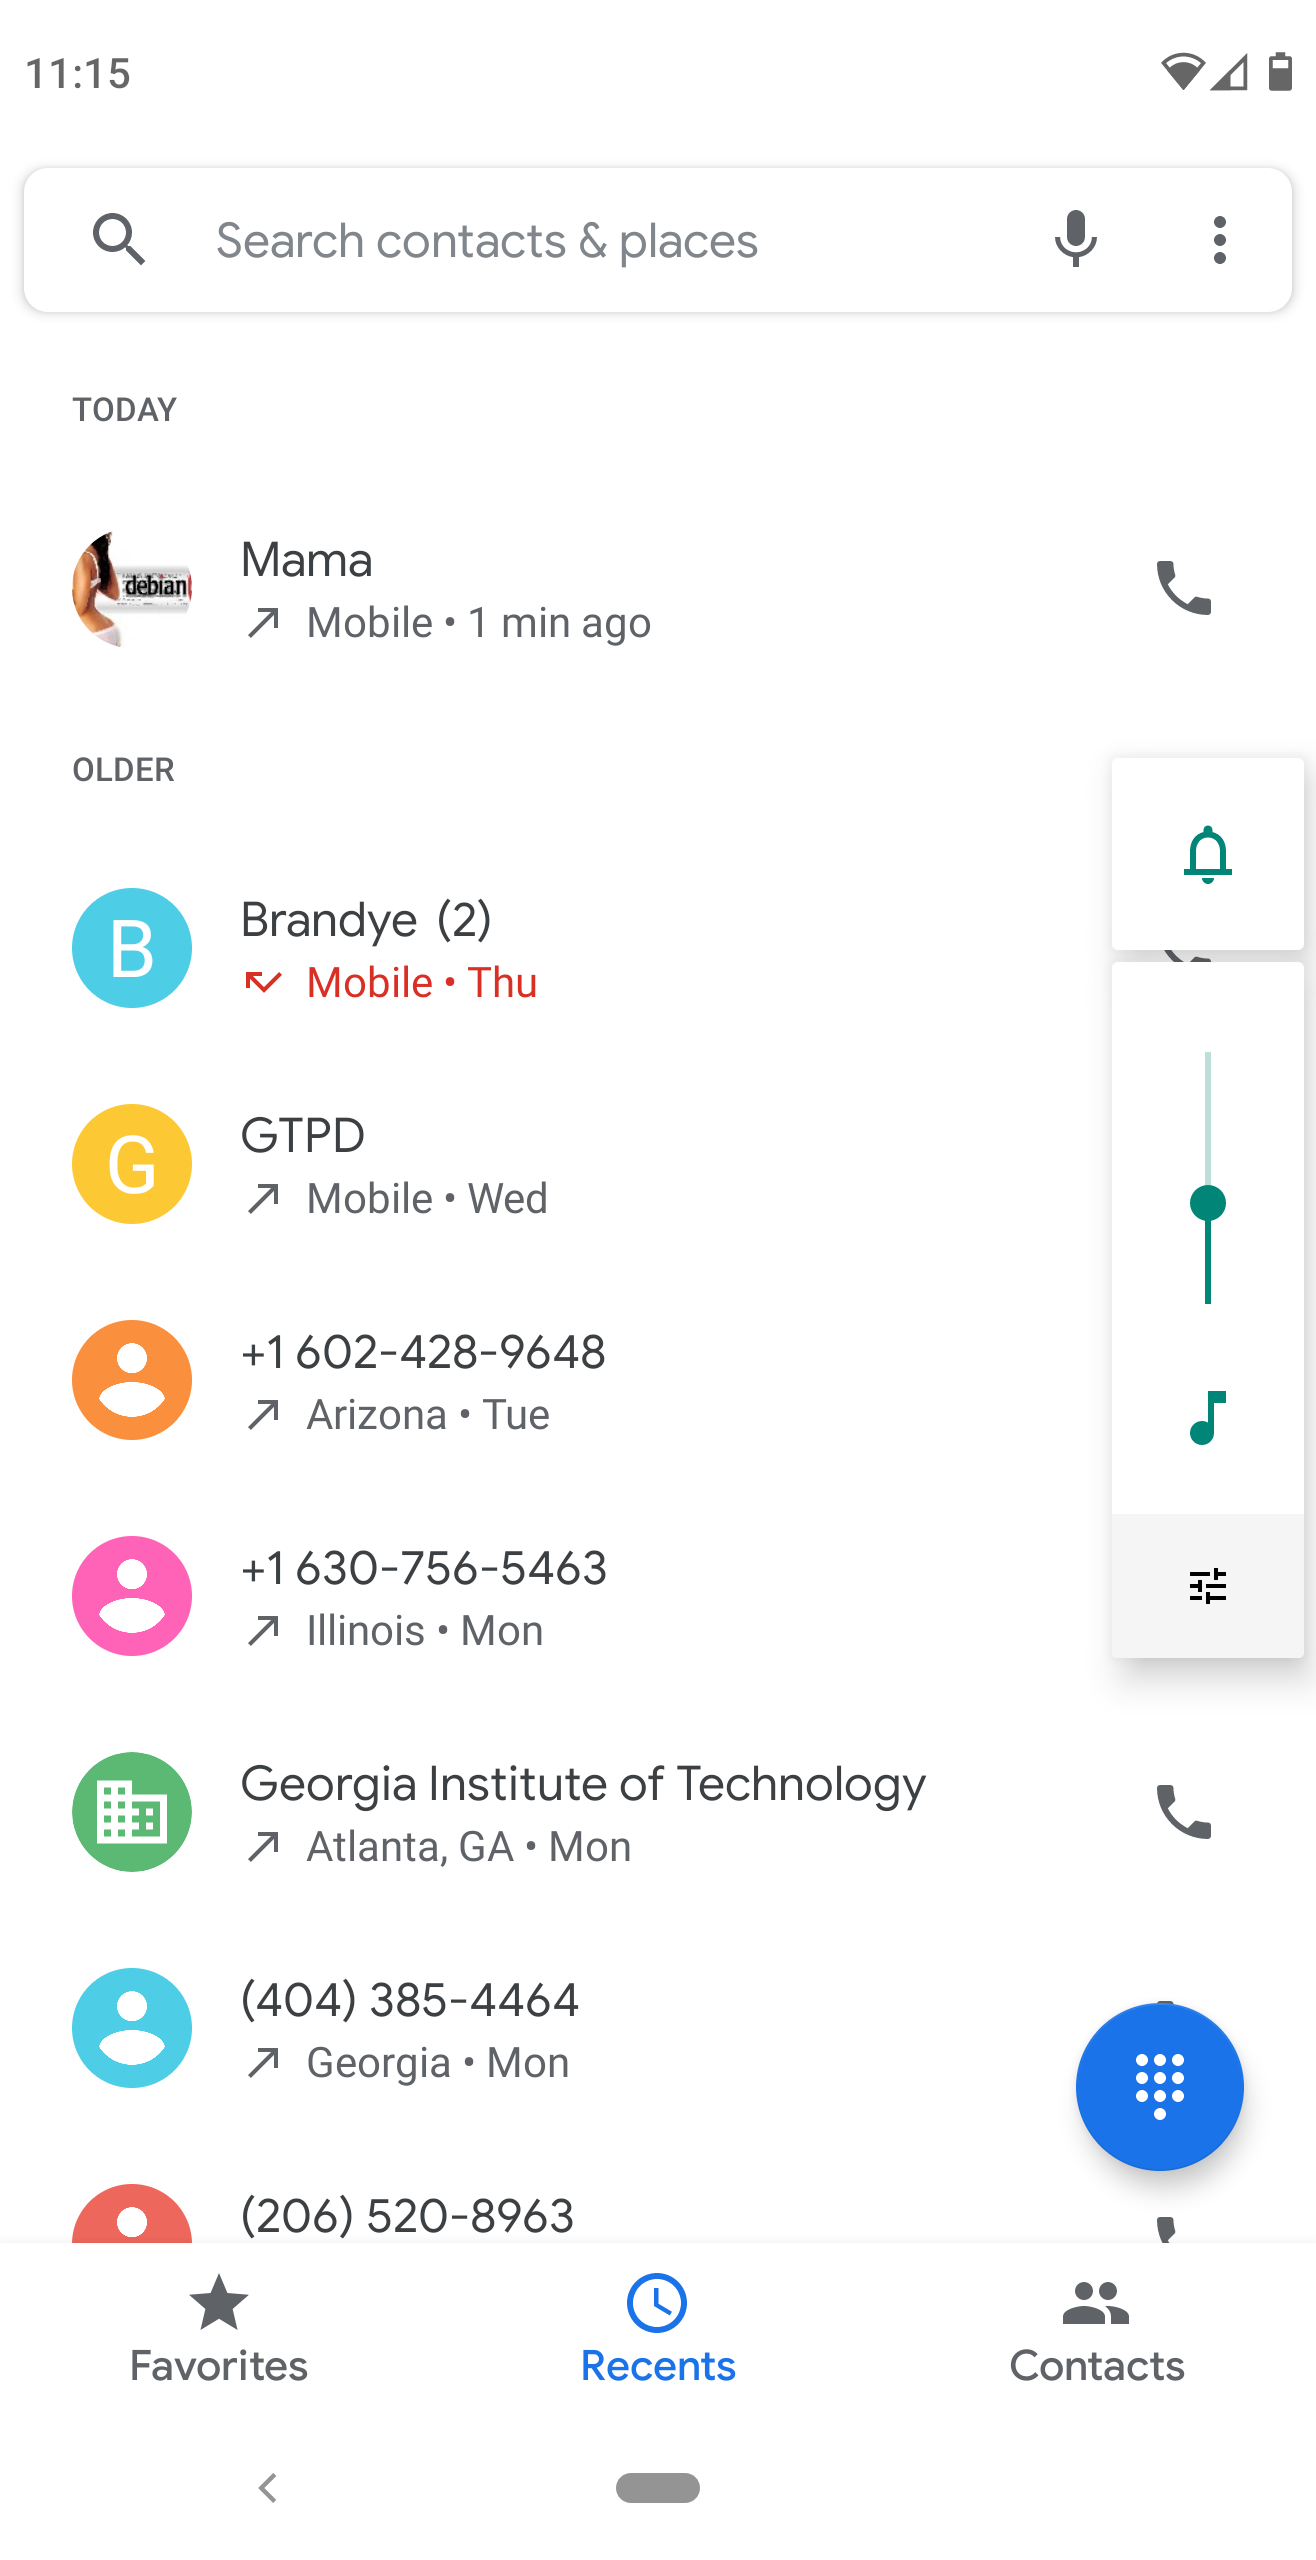 11:15
Search contacts & places
TODAY
Mama
debian
Mobile • 1 min ago
OLDER
Brandye (2)
B
Mobile • Thu
GTPD
G
Mobile • Wed
+1 602-428-9648
Arizona • Tue
+1 630-756-5463
Illinois • Mon
Georgia Institute of Technology
Atlanta, GA • Mon
(404) 385-4464
Georgia • Mon
(206) 520-8963
Favorites
Recents
Contacts